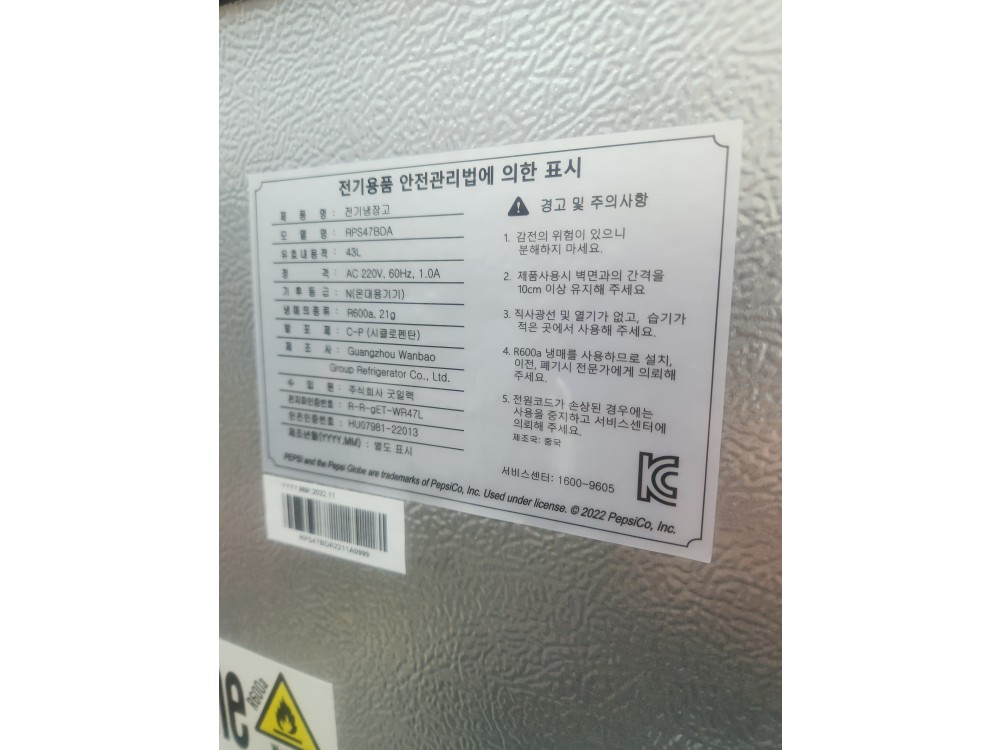 전기용품 안전관리법에 의한 표시
제 품 명 : 전기냉장고
모 델 명 : RPS47BDA
유효내용적 : 43L
정 격 : AC 220V, 60Hz, 1.0A
기 후 등 급 : N(온대용기기)
냉매의종류 : R600a, 21g
발 포 제 : C-P (시클로펜탄)
제 조 사 : Guangzhou Wanbao
Group Refrigerator Co., Ltd.
수 입 원 : 주식회사 굿일렉
전자파인증번호 : R-R-gET-WR47L
안전인증번호 : HU07981-22013
제조년월(YYYY.MM) : 별도 표시
경고 및 주의사항
1. 감전의 위험이 있으니
분해하지 마세요.
2. 제품사용시 벽면과의 간격을
10cm 이상 유지해 주세요
3. 직사광선 및 열기가 없고, 습기가
적은 곳에서 사용해 주세요.
4. R600a 냉매를 사용하므로 설치,
이전, 폐기시 전문가에게 의뢰해
주세요.
5. 전원코드가 손상된 경우에는
사용을 중지하고 서비스센터에
의뢰해 주세요.
제조국: 중국
서비스센터: 1600-9605
PEPSI and the Pepsi Globe are trademarks of PepsiCo, Inc. Used under license. © 2022 PepsiCo, Inc.
YYYY.MM: 2022.11
RPS47BDA02211A0999
R600a